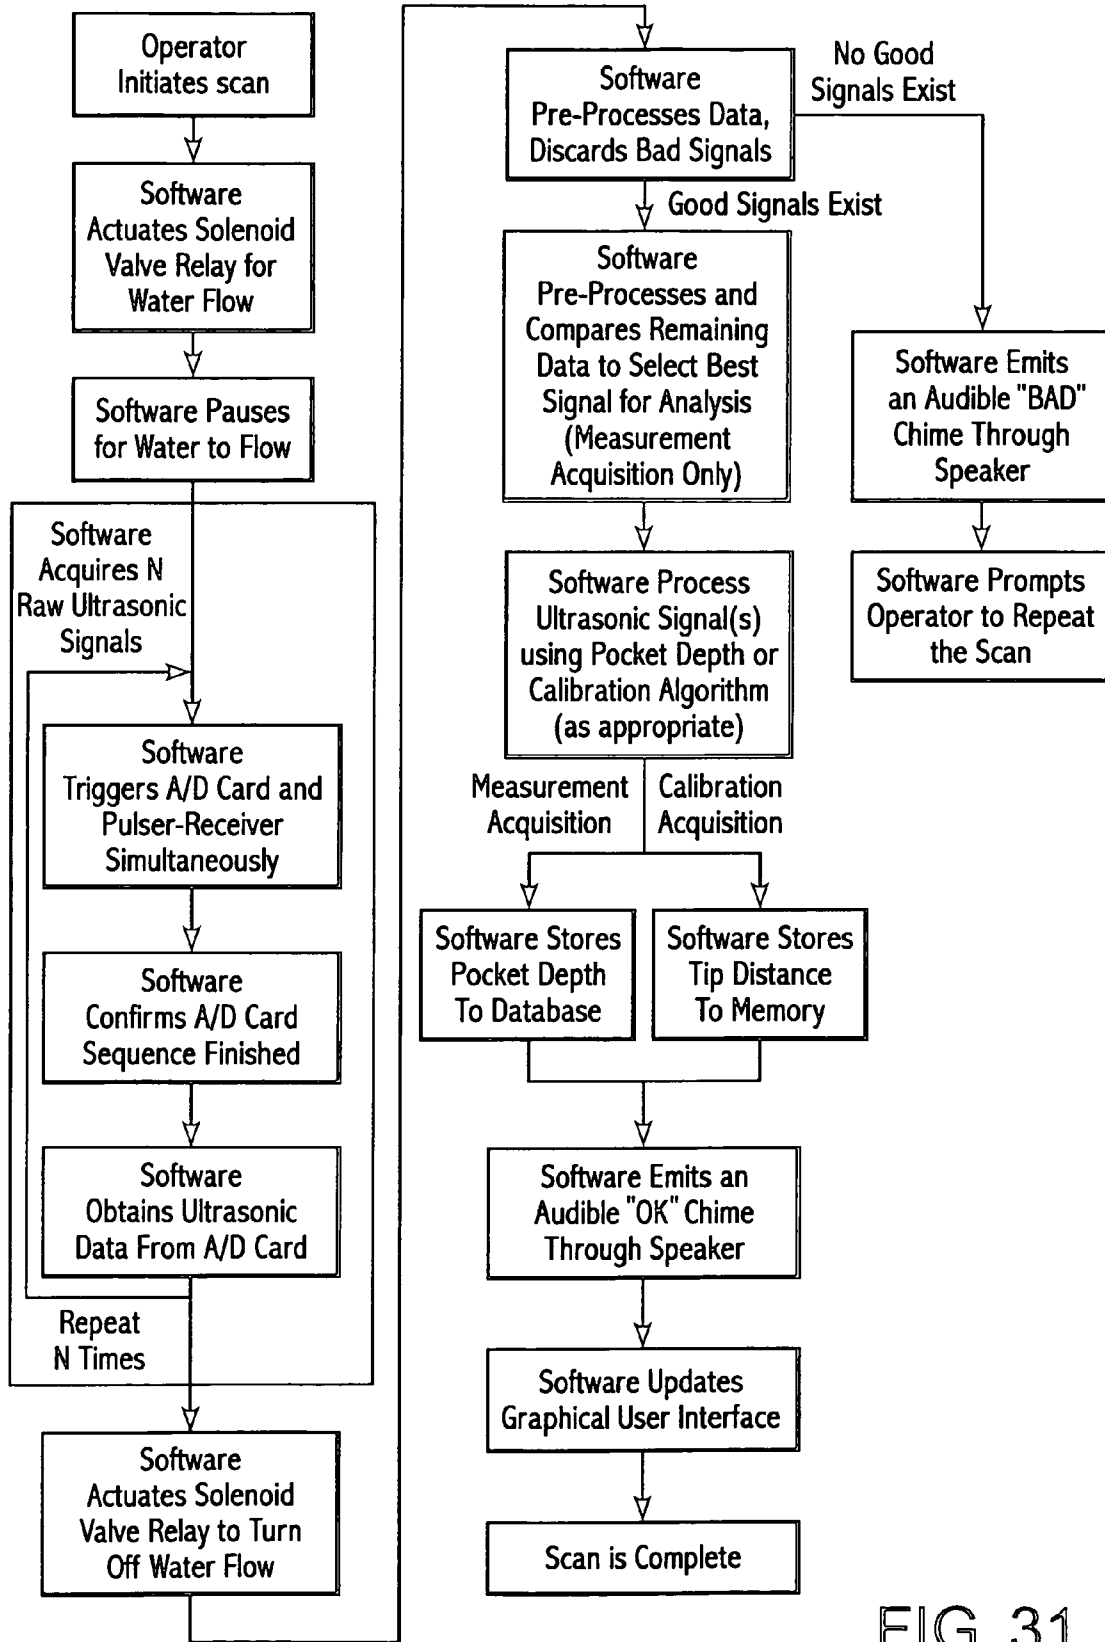 Operator
Initiates scan
Software
Actuates Solenoid
Valve Relay for
Water Flow
Software Pauses
for Water to Flow
Software
Acquires N
Raw Ultrasonic
Signals
Software
Triggers A/D Card and
Pulser-Receiver
Simultaneously
Software
Confirms A/D Card
Sequence Finished
Software
Obtains Ultrasonic
Data From A/D Card
Repeat
N Times
Software
Actuates Solenoid
Valve Relay to Turn
Off Water Flow
Software
Pre-Processes Data,
Discards Bad Signals
No Good
Signals Exist
Good Signals Exist
Software
Pre-Processes and
Compares Remaining
Data to Select Best
Signal for Analysis
(Measurement
Acquisition Only)
Software Emits
an Audible "BAD"
Chime Through
Speaker
Software Prompts
Operator to Repeat
the Scan
Software Process
Ultrasonic Signal(s)
using Pocket Depth or
Calibration Algorithm
(as appropriate)
Measurement
Acquisition
Calibration
Acquisition
Software Stores
Pocket Depth
To Database
Software Stores
Tip Distance
To Memory
Software Emits an
Audible "OK" Chime
Through Speaker
Software Updates
Graphical User Interface
Scan is Complete
FIG. 31